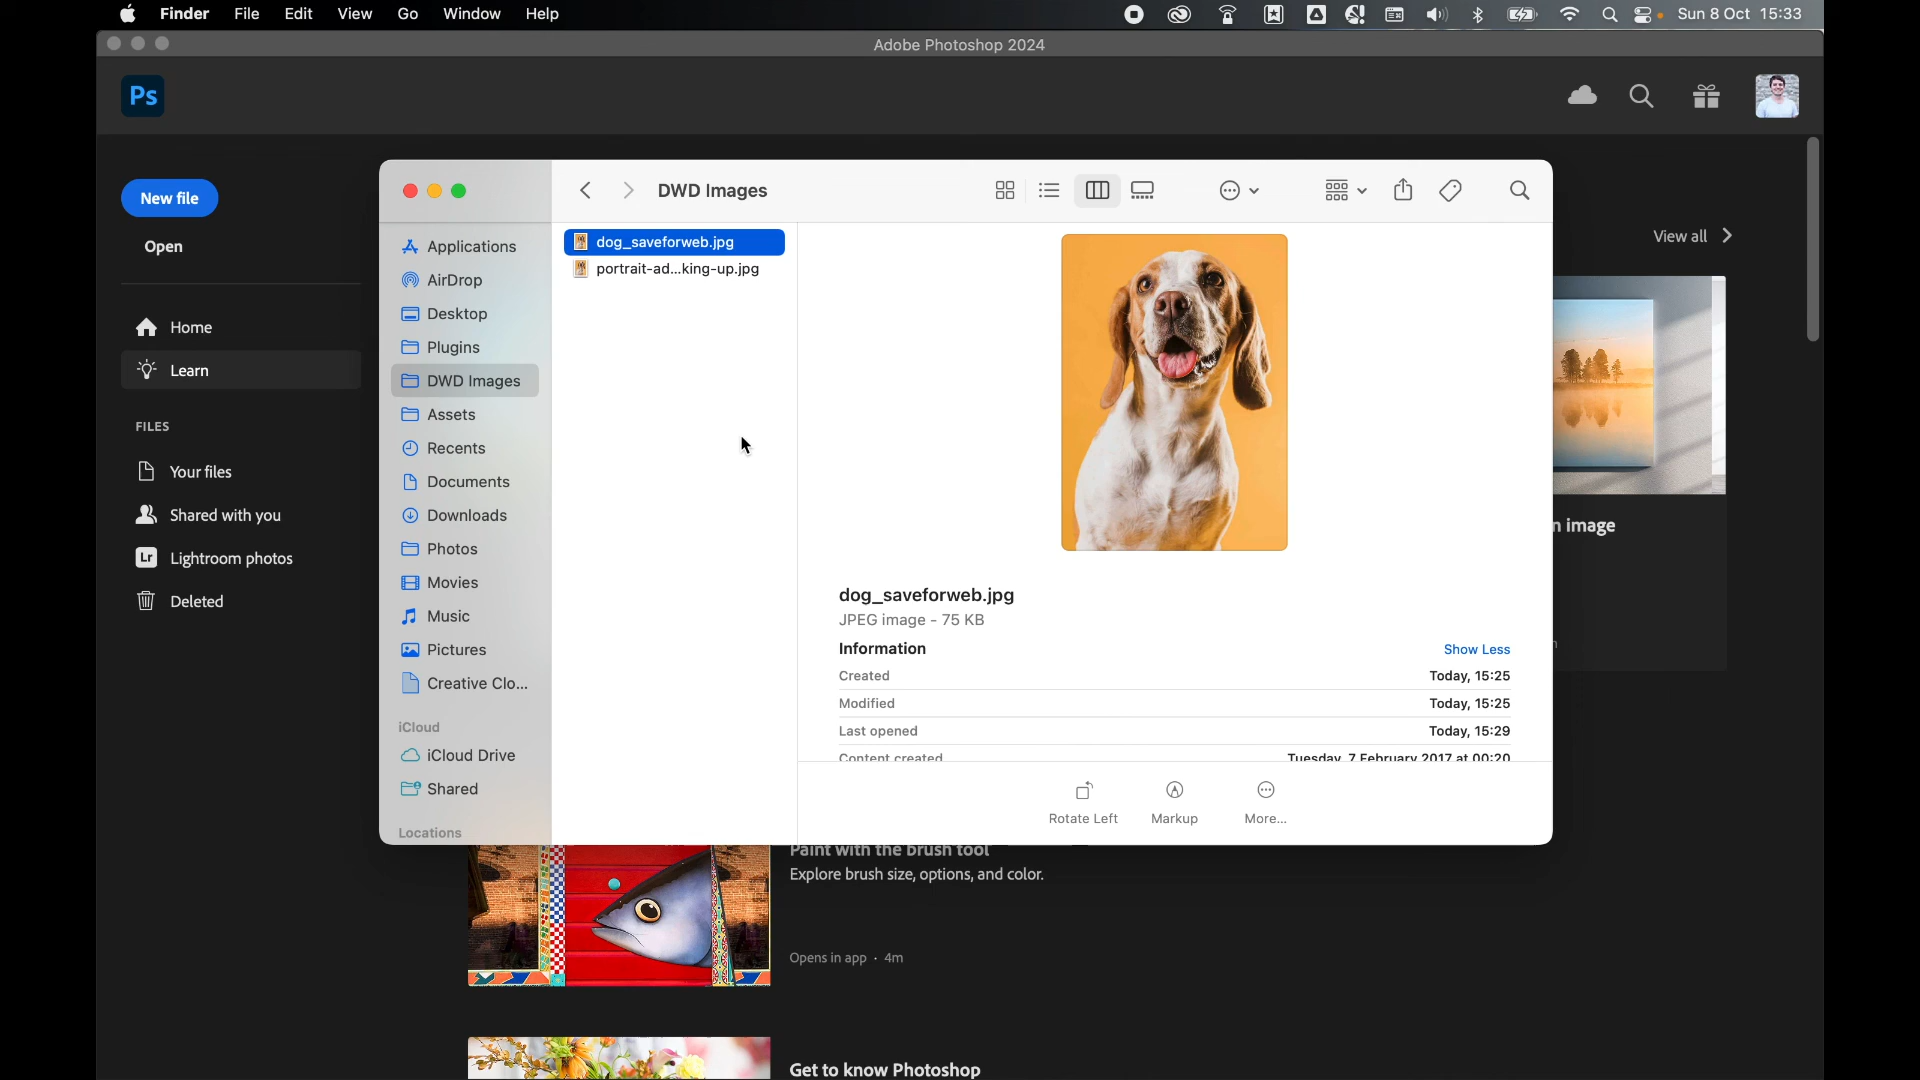 Finder File Edit View Go Window Help Sun 8 Oct 15:33
Adobe Photoshop 2024
Ps
New file
Open
Home
Learn
FILES
Your files
Shared with you
Lr Lightroom photos
Deleted
DWD Images
Applications
AirDrop
Desktop
Plugins
DWD Images
Assets
Recents
Documents
Downloads
Photos
Movies
Music
Pictures
Creative Clo...
iCloud
iCloud Drive
Shared
Locations
dog_saveforweb.jpg
portrait-ad...king-up.jpg
dog_saveforweb.jpg
JPEG image - 75 KB
Information Show Less
Created Today, 15:25
Modified Today, 15:25
Last opened Today, 15:29
Content created Tuesday, 7 February 2017 at 00:20
Rotate Left Markup More...
View all
n image
Paint with the brush tool
Explore brush size, options, and color.
Opens in app · 4m
Get to know Photoshop